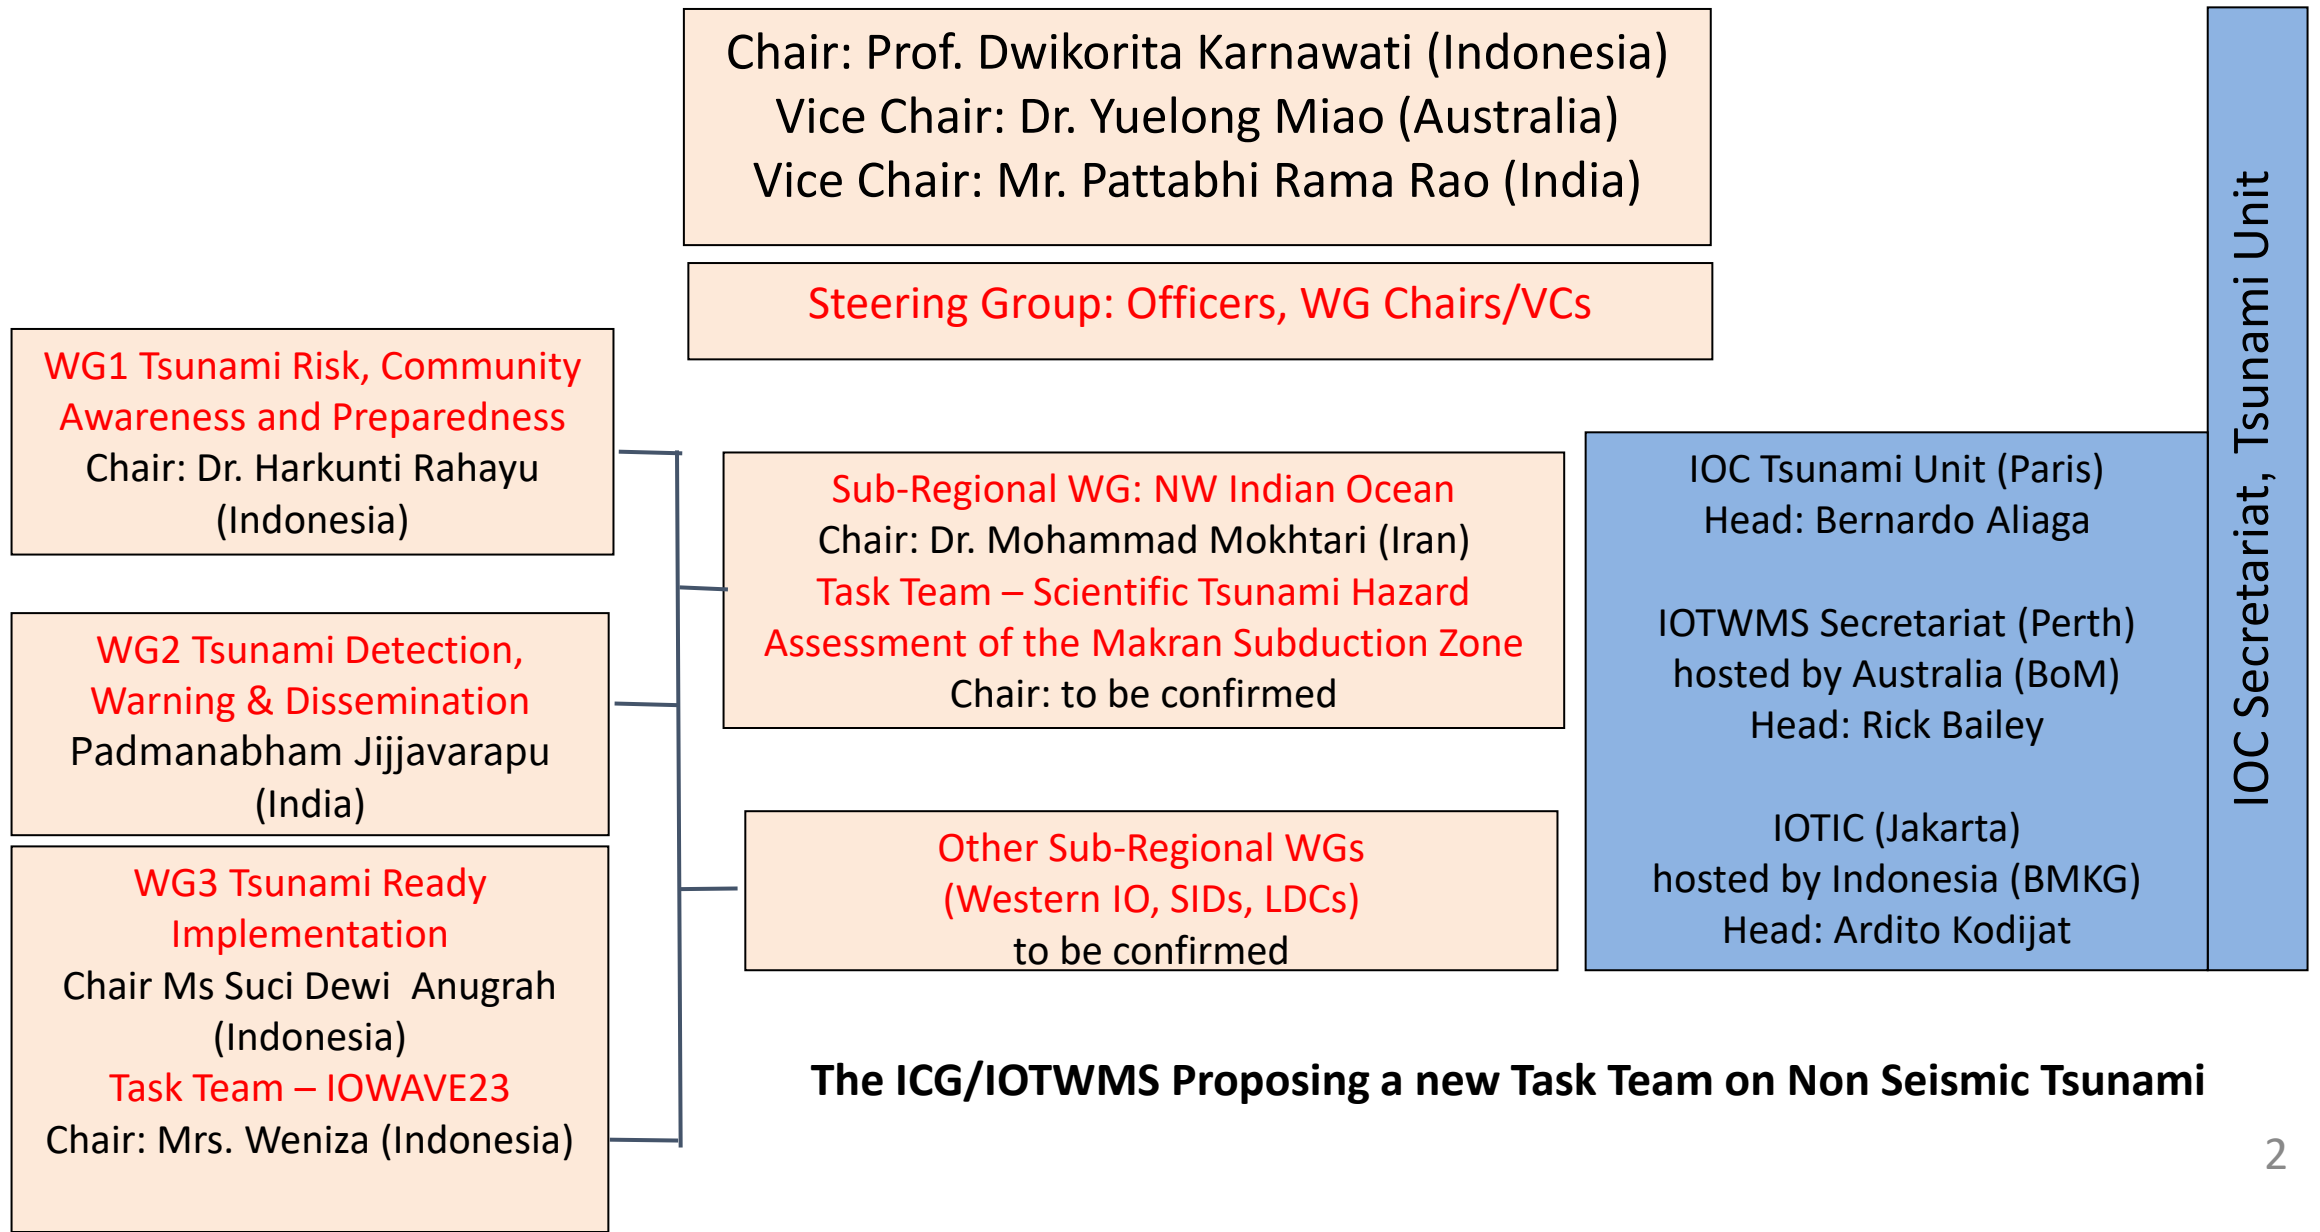 Chair: Prof. Dwikorita Karnawati (Indonesia)
Vice Chair: Dr. Yuelong Miao (Australia)
Vice Chair: Mr. Pattabhi Rama Rao (India)
Steering Group: Officers, WG Chairs/VCs
WG1 Tsunami Risk, Community
Awareness and Preparedness
Chair: Dr. Harkunti Rahayu
(Indonesia)
WG2 Tsunami Detection,
Warning & Dissemination
Padmanabham Jijjavarapu
(India)
WG3 Tsunami Ready
Implementation
Chair Ms Suci Dewi  Anugrah
(Indonesia)
Task Team – IOWAVE23
Chair: Mrs. Weniza (Indonesia)
Sub-Regional WG: NW Indian Ocean
Chair: Dr. Mohammad Mokhtari (Iran)
Task Team – Scientific Tsunami Hazard
Assessment of the Makran Subduction Zone
Chair: to be confirmed
Other Sub-Regional WGs
(Western IO, SIDs, LDCs)
to be confirmed
IOC Tsunami Unit (Paris)
Head: Bernardo Aliaga
IOTWMS Secretariat (Perth)
hosted by Australia (BoM)
Head: Rick Bailey
IOTIC (Jakarta)
hosted by Indonesia (BMKG)
Head: Ardito Kodijat
IOC Secretariat, Tsunami Unit
The ICG/IOTWMS Proposing a new Task Team on Non Seismic Tsunami
2